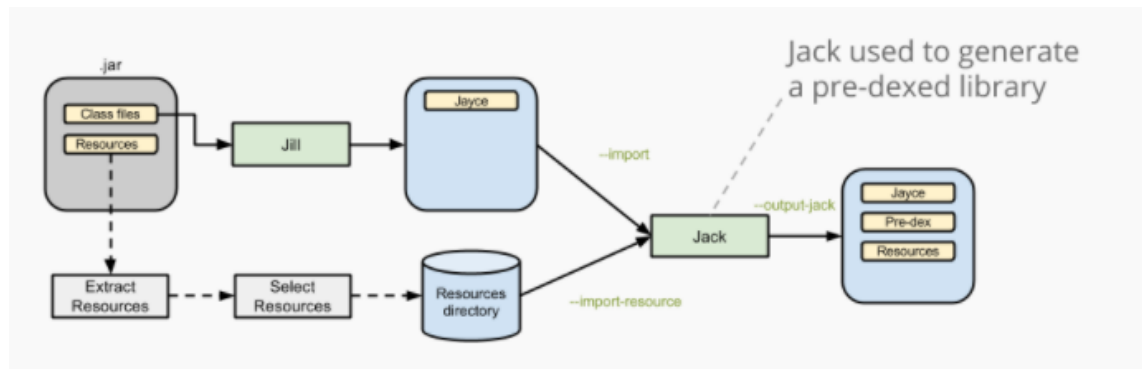 Jack used to generate
a pre-dexed library
.jar
Class files
Resources
Jill
Jayce
--import
--output-jack
Jack
Jayce
Pre-dex
Resources
Extract
Resources
Select
Resources
Resources
directory
--import-resource